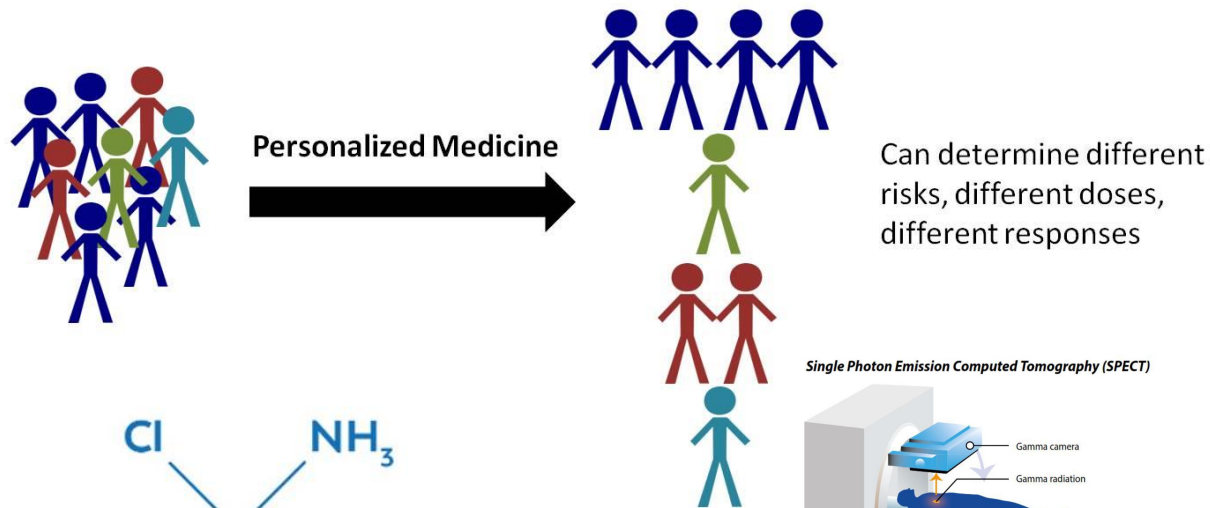 Personalized Medicine
Can determine different
risks, different doses,
different responses
Single Photon Emission Computed Tomography (SPECT)
Gamma camera
Gamma radiation
Cl NH₃